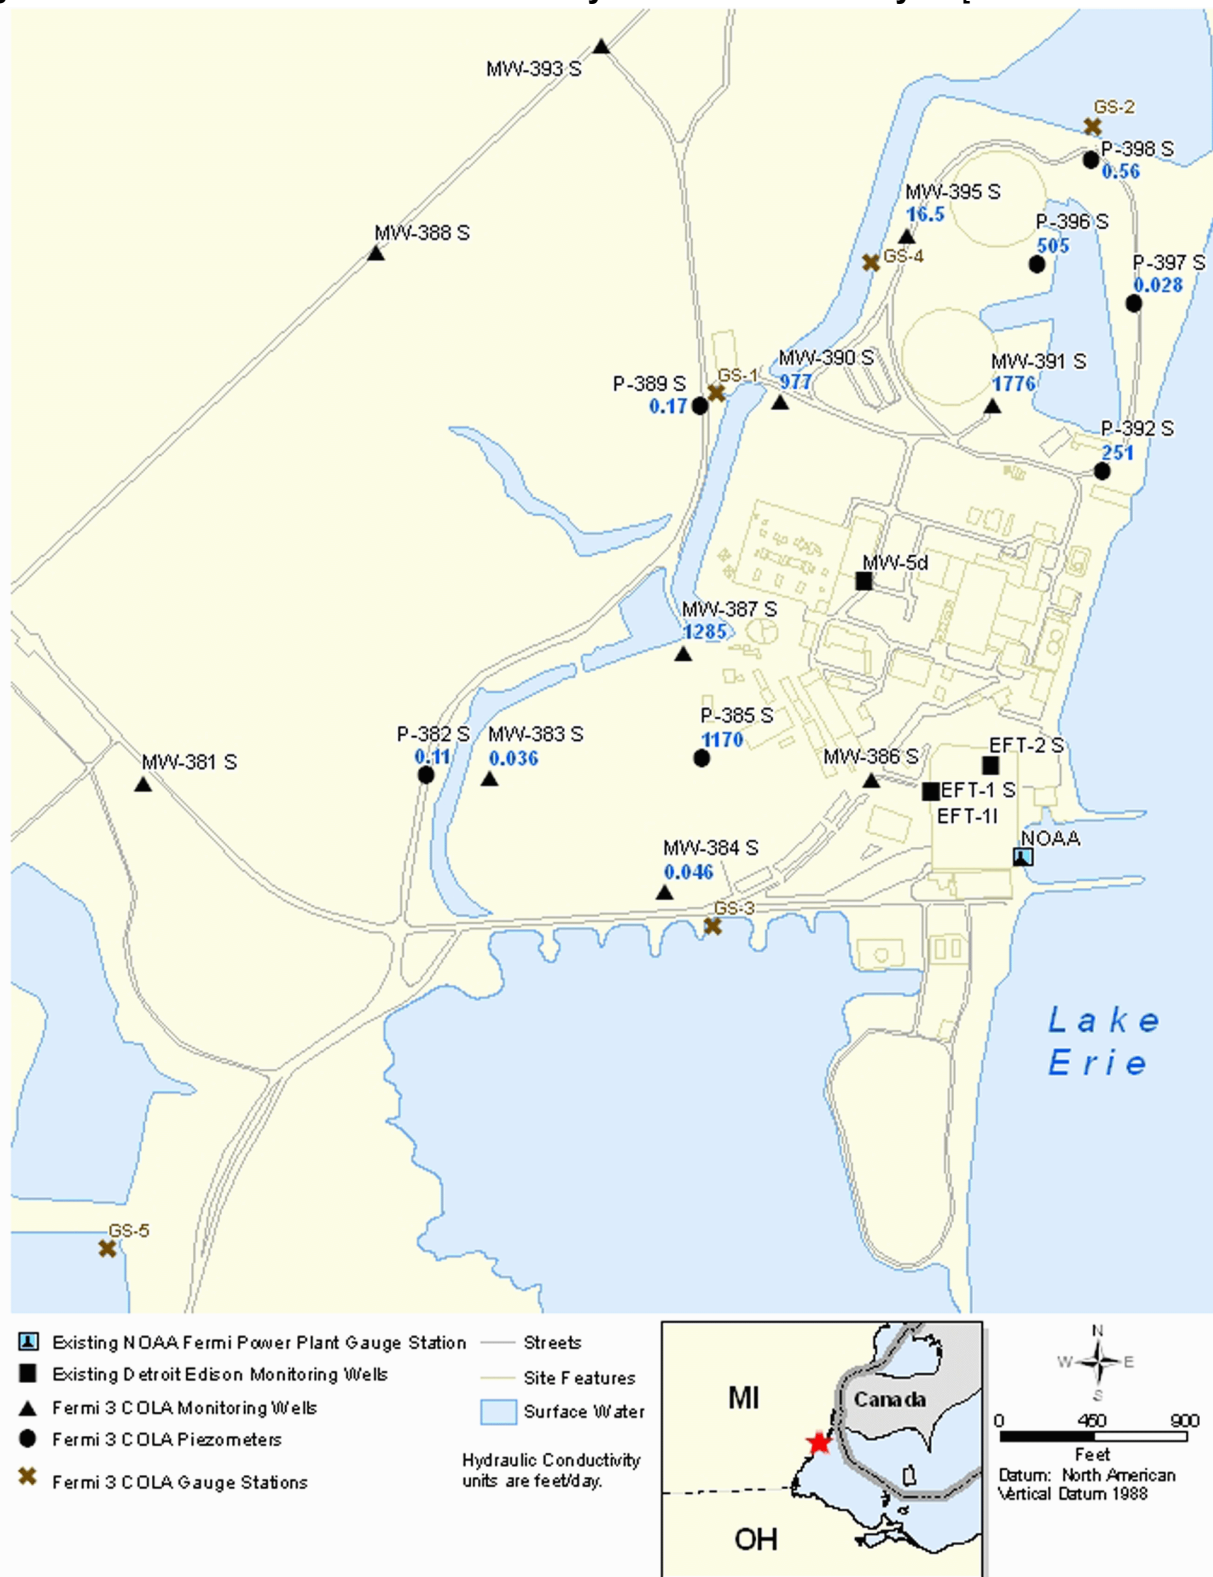 MW-393 S
GS-2
P-398 S
0.56
MW-395 S
16.5
P-396 S
505
MW-388 S
GS-4
P-397 S
0.028
MW-390 S
977
MW-391 S
1776
GS-1
P-389 S
0.17
P-392 S
251
MW-5d
MW-387 S
1285
P-385 S
1170
P-382 S
0.11
MW-383 S
0.036
MW-381 S
MW-386 S
EFT-2 S
EFT-1 S
EFT-1I
NOAA
MW-384 S
0.046
GS-3
Lake
Erie
GS-5
Existing NOAA Fermi Power Plant Gauge Station
Existing Detroit Edison Monitoring Wells
Fermi 3 COLA Monitoring Wells
Fermi 3 COLA Piezometers
Fermi 3 COLA Gauge Stations
Streets
Site Features
Surface Water
Hydraulic Conductivity
units are feet/day.
MI
Canada
OH
N
W E
S
0 450 900
Feet
Datum: North American
Vertical Datum 1988